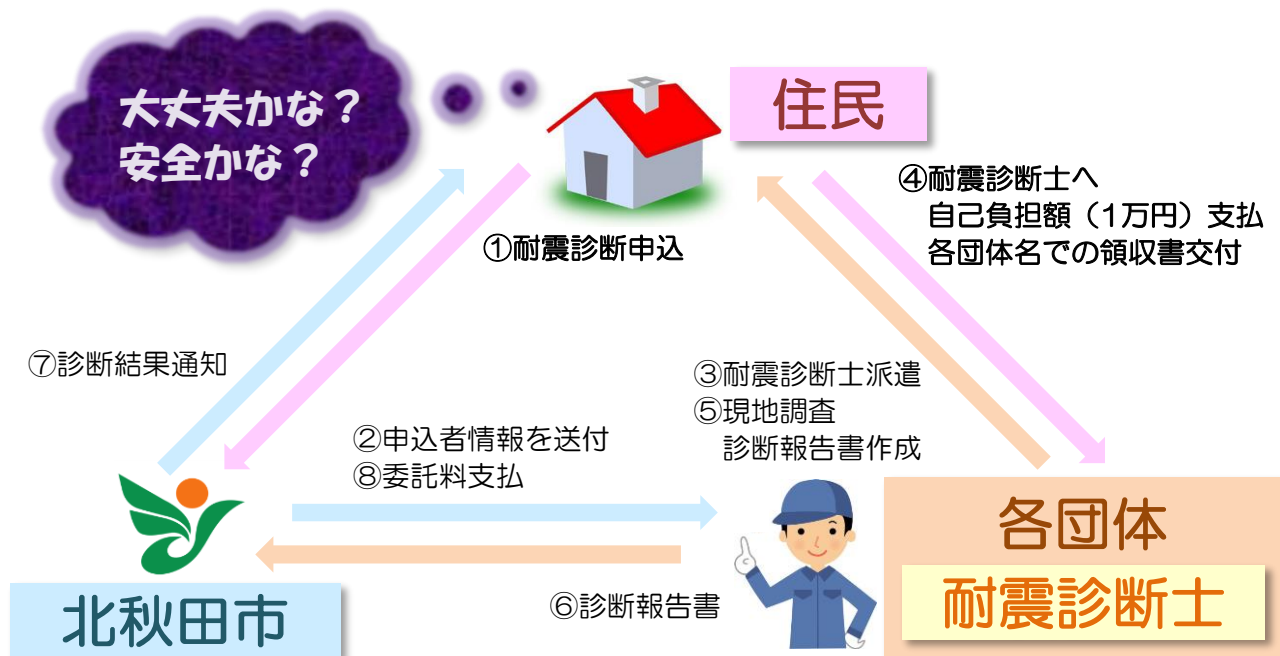 大丈夫かな？
安全かな？
住民
①耐震診断申込
④耐震診断士へ
自己負担額（1万円）支払
各団体名での領収書交付
⑦診断結果通知
③耐震診断士派遣
⑤現地調査
診断報告書作成
②申込者情報を送付
⑧委託料支払
⑥診断報告書
北秋田市
各団体
耐震診断士